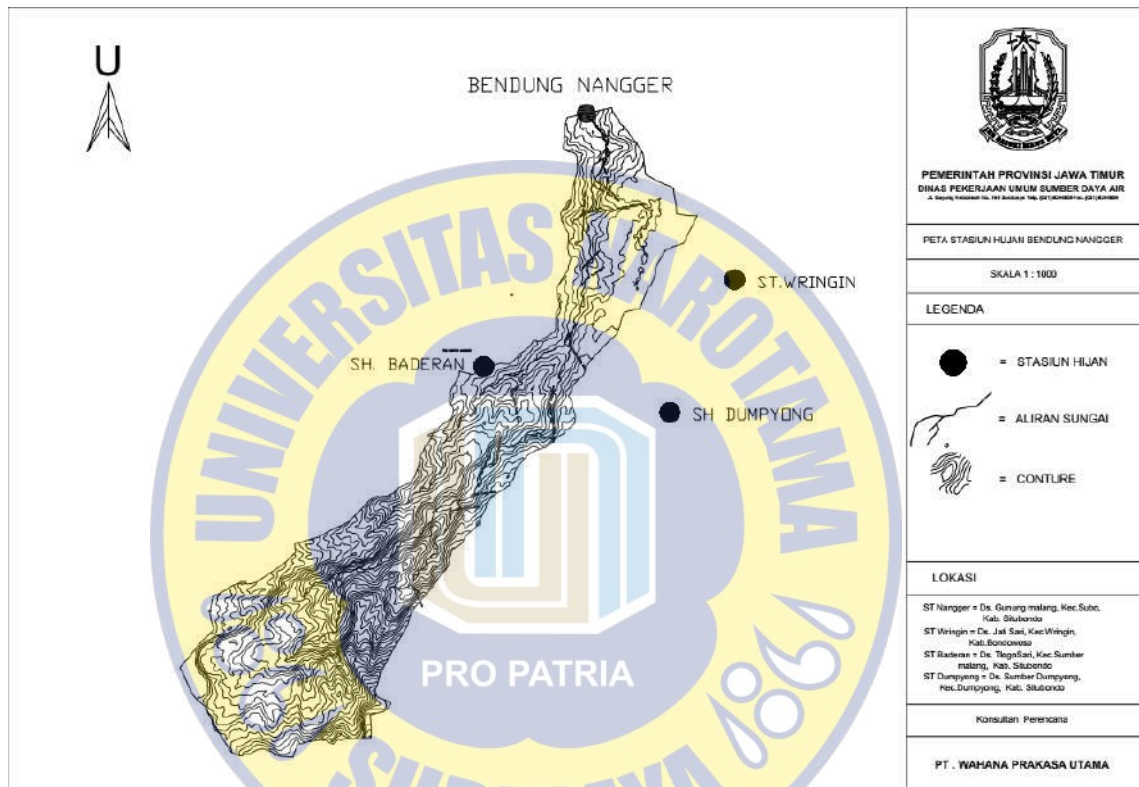 U
BENDUNG NANGGER
ST.WRINGIN
SH. BADERAN
SH DUMPYONG
UNIVERSITAS NAROTAMA
PRO PATRIA
SURABAYA
PEMERINTAH PROVINSI JAWA TIMUR
DINAS PEKERJAAN UMUM SUMBER DAYA AIR
PETA STASIUN HUJAN BENDUNG NANGGER
SKALA 1 : 1000
LEGENDA
= STASIUN HIJAN
= ALIRAN SUNGAI
= CONTURE
LOKASI
ST Nangger = Ds. Gunung malang, Kec.Subo,
Kab. Situbondo
ST Wringin = Ds. Jati Sari, Kec.Wringin,
Kab.Bondowoso
ST Baderan = Ds. TlogoSari, Kec.Sumber
malang, Kab. Situbondo
ST Dumpyong = Ds. Sumber Dumpyong,
Kec.Dumpyong, Kab. Situbondo
Konsultan Perencana
PT . WAHANA PRAKASA UTAMA